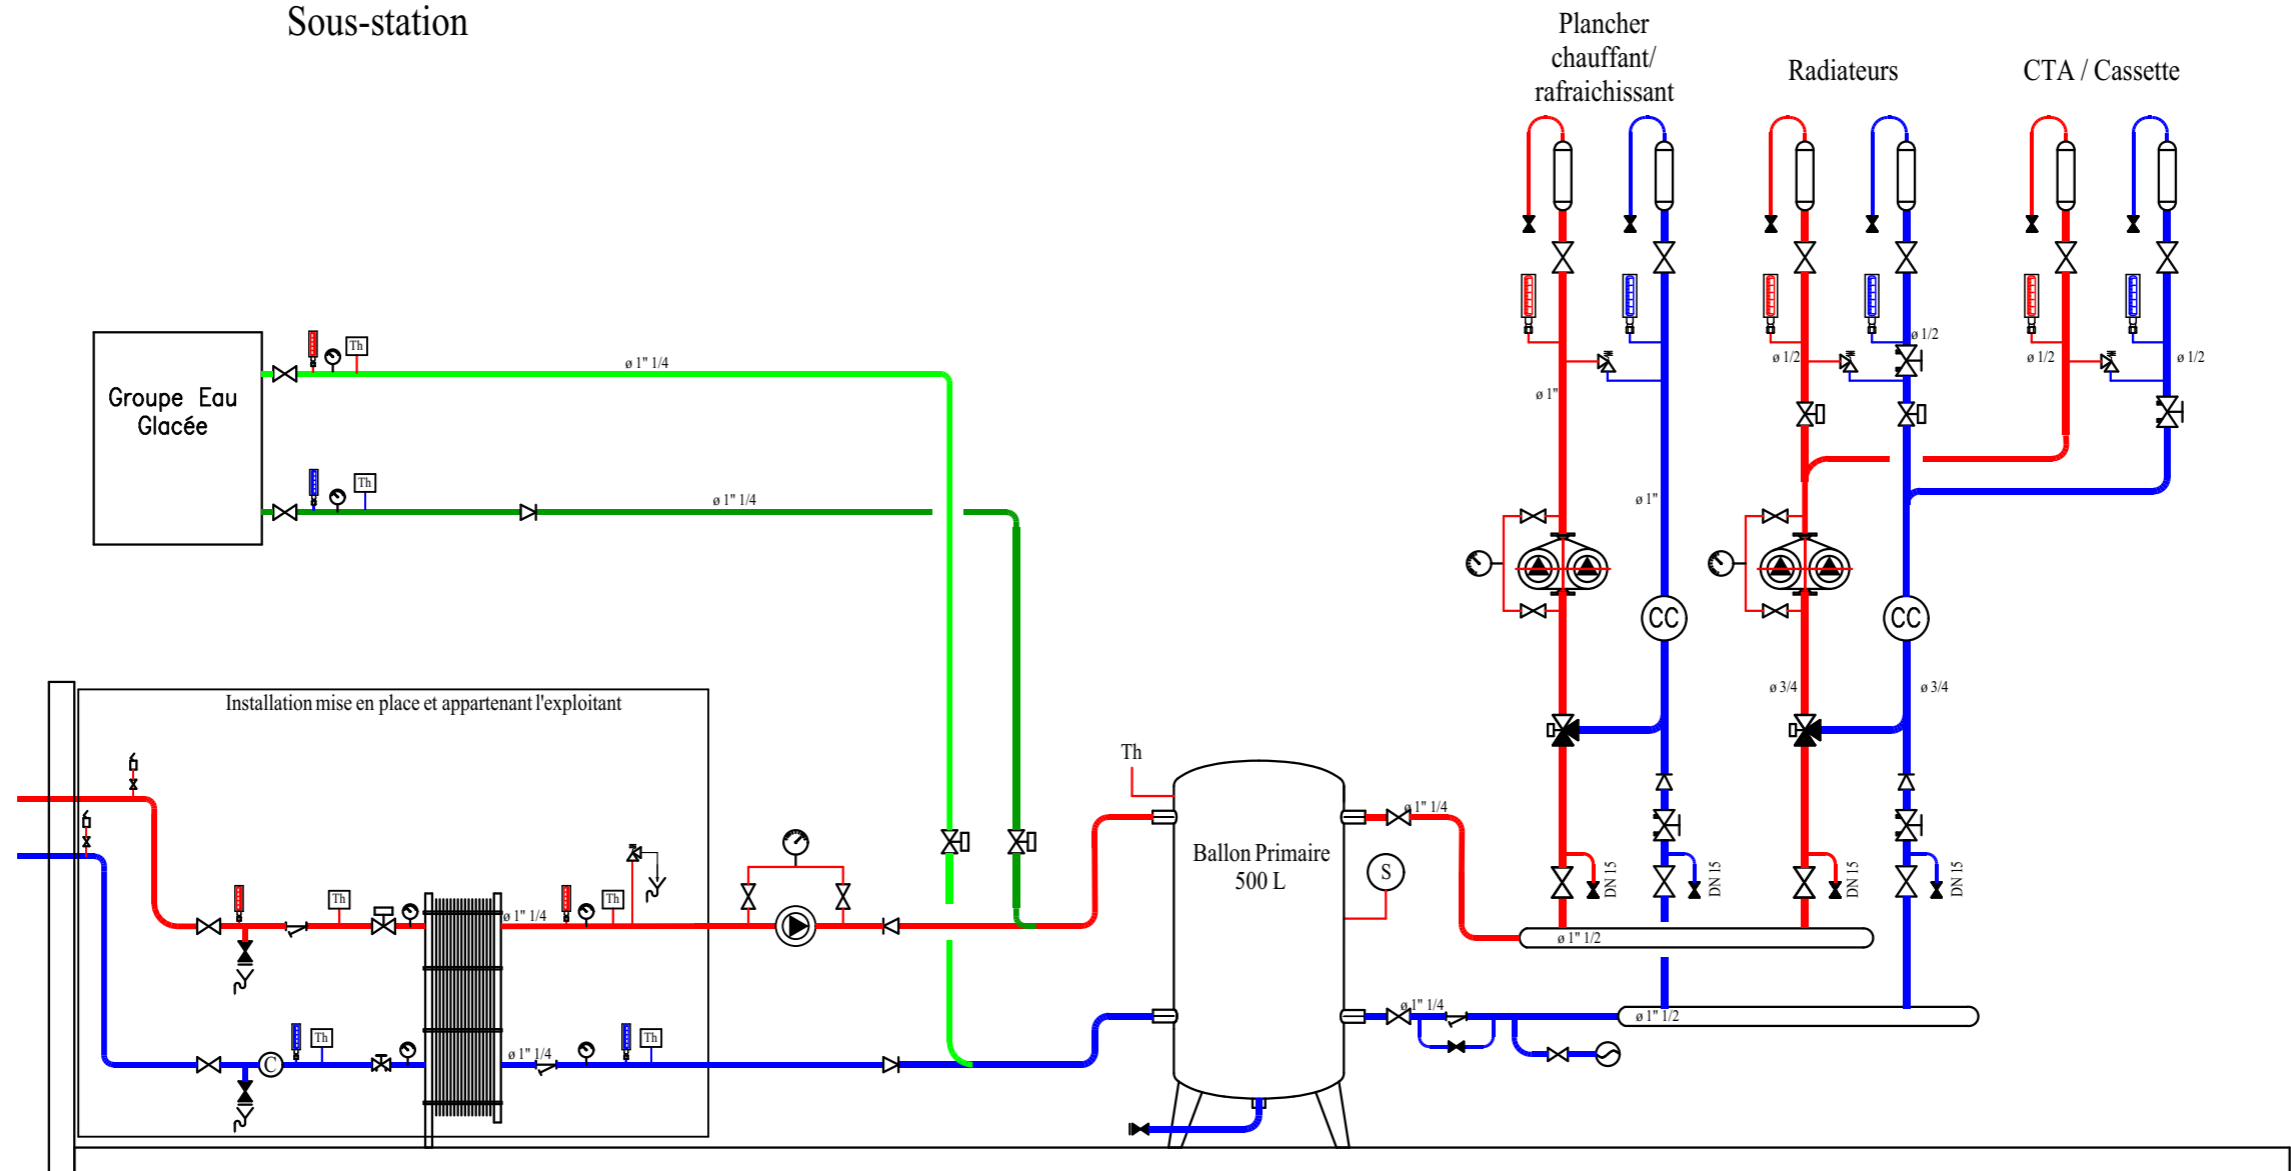 Sous-station
Plancher
chauffant/
rafraichissant
Radiateurs
CTA / Cassette
Groupe Eau
Glacée
Th
ø 1" 1/4
Th
ø 1" 1/4
ø 1"
ø 1/2
ø 1/2
ø 1/2
ø 1/2
ø 1"
CC
CC
ø 3/4
ø 3/4
Installation mise en place et appartenant l'exploitant
Th
ø 1" 1/4
Ballon Primaire
500 L
S
DN 15
DN 15
DN 15
DN 15
Th
ø 1" 1/4
Th
ø 1" 1/2
ø 1" 1/4
ø 1" 1/2
C
Th
ø 1" 1/4
Th